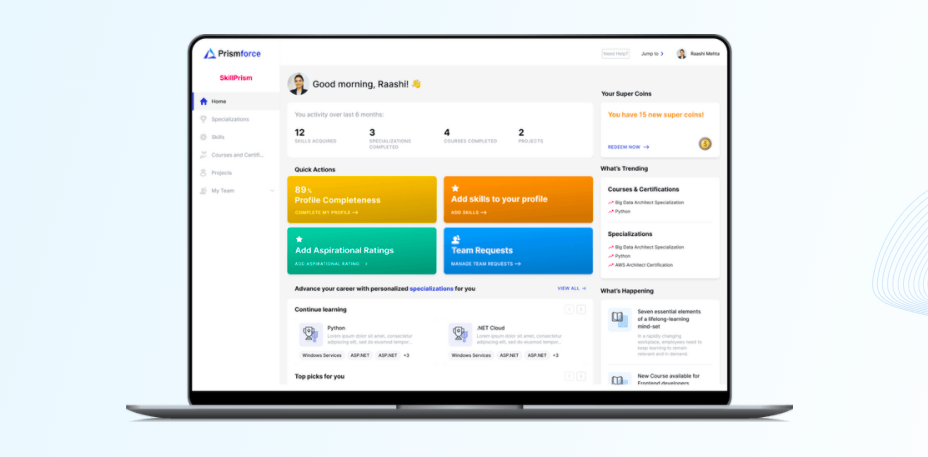 Prismforce
Need Help?
Jump to
Raashi Mehta
SkillPrism
Home
Specializations
Skills
Courses and Certifi...
Projects
My Team
Good morning, Raashi! 👋
You activity over last 6 months:
12
SKILLS ACQUIRED
3
SPECIALIZATIONS
COMPLETED
4
COURSES COMPLETED
2
PROJECTS
Quick Actions
89%
Profile Completeness
COMPLETE MY PROFILE →
Add skills to your profile
ADD SKILLS →
Add Aspirational Ratings
ADD ASPIRATIONAL RATING
Team Requests
MANAGE TEAM REQUESTS →
Advance your career with personalized specializations for you
VIEW ALL
Continue learning
Python
Lorem ipsum dolor sit amet, consectetur
adipiscing elit, sed do eiusmod tempor...
Windows Services ASP.NET ASP.NET +3
.NET Cloud
Lorem ipsum dolor sit amet, consectetur
adipiscing elit, sed do eiusmod tempor...
Windows Services ASP.NET ASP.NET +3
Top picks for you
Your Super Coins
You have 15 new super coins!
REDEEM NOW →
What's Trending
Courses & Certifications
Big Data Architect Specialization
Python
Specializations
Big Data Architect Specialization
Python
AWS Architect Certification
What's Happening
Seven essential elements
of a lifelong-learning
mind-set
In a rapidly changing
workplace, employees need to
keep learning to remain
relevant and in demand.
New Course available for
Frontend developers